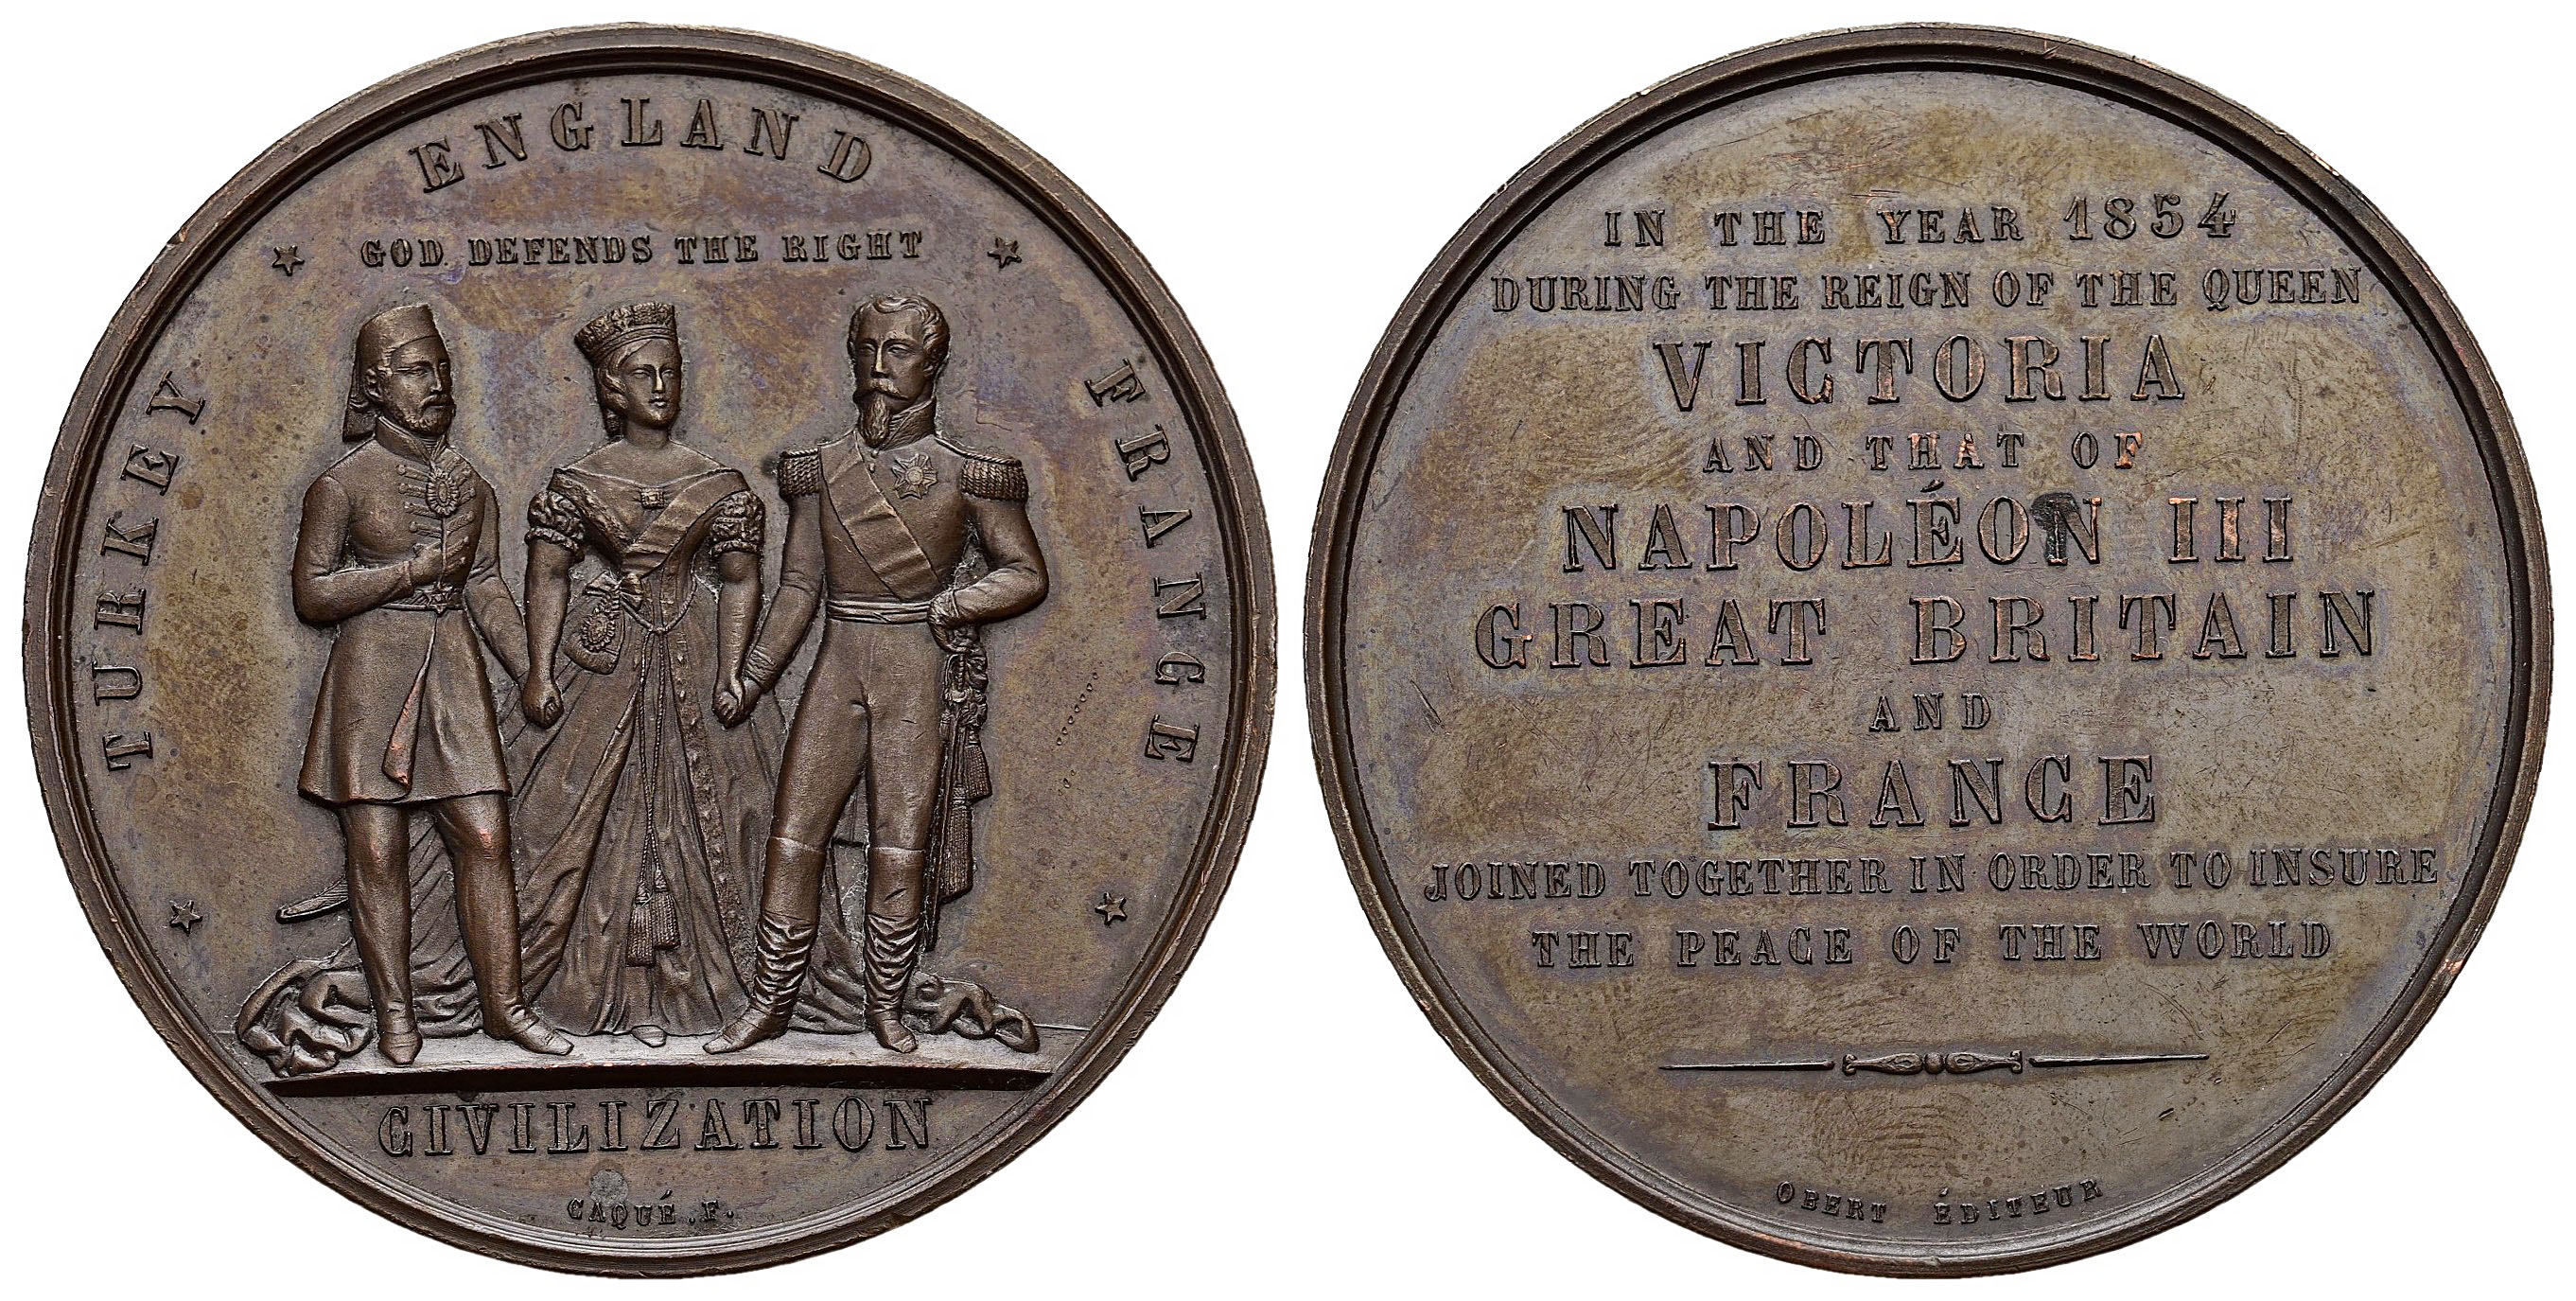 TURKEY
ENGLAND
FRANCE
GOD DEFENDS THE RIGHT
CIVILIZATION
CAQUÉ.F.
IN THE YEAR 1854
DURING THE REIGN OF THE QUEEN
VICTORIA
AND THAT OF
NAPOLÉON III
GREAT BRITAIN
AND
FRANCE
JOINED TOGETHER IN ORDER TO INSURE
THE PEACE OF THE WORLD
OBERT ÉDITEUR